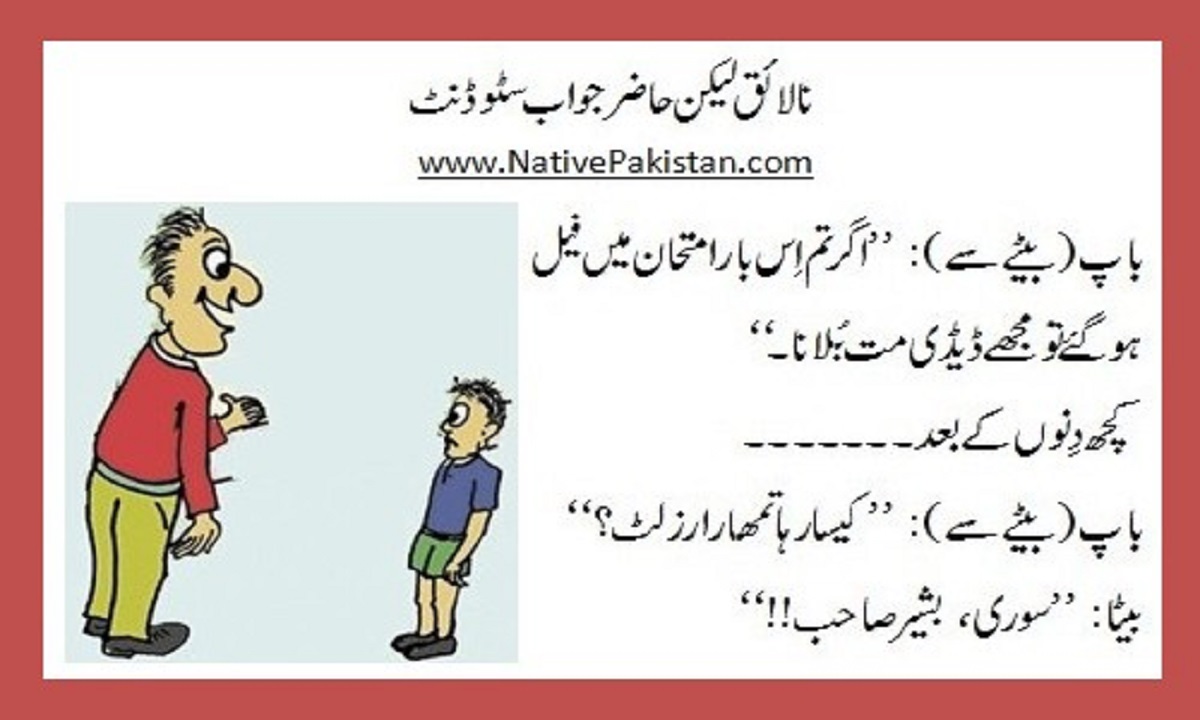 نالائق لیکن حاضر جواب سٹوڈنٹ
www.NativePakistan.com
باپ (بیٹے سے): ’’اگر تم اِس بار امتحان میں فیل
ہو گئے تو مجھے ڈیڈی مت بُلانا۔‘‘
کچھ دِنوں کے بعد۔۔۔۔۔۔۔
باپ (بیٹے سے): ’’کیسا رہا تمھارا رزلٹ؟‘‘
بیٹا: ’’سوری، بشیر صاحب!!‘‘